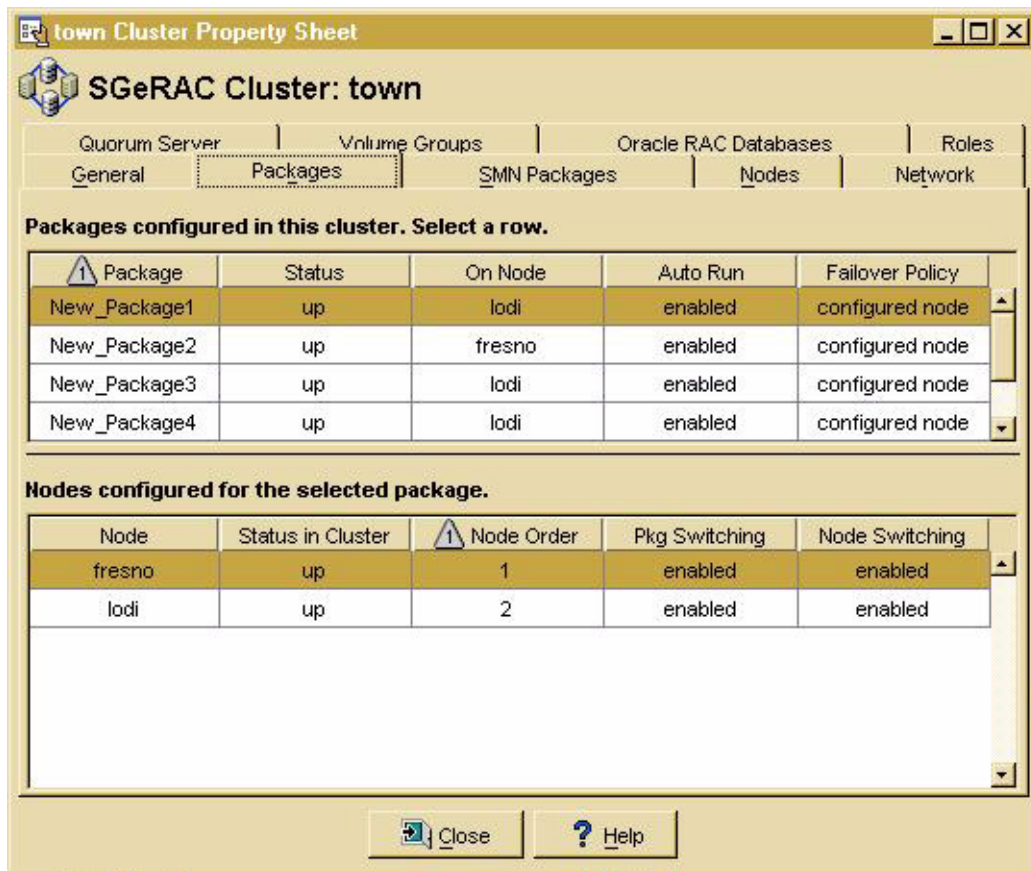 town Cluster Property Sheet
SGeRAC Cluster: town
Quorum Server Volume Groups Oracle RAC Databases Roles
General Packages SMN Packages Nodes Network
Packages configured in this cluster. Select a row.
1 Package Status On Node Auto Run Failover Policy
New_Package1 up lodi enabled configured node
New_Package2 up fresno enabled configured node
New_Package3 up lodi enabled configured node
New_Package4 up lodi enabled configured node
Nodes configured for the selected package.
Node Status in Cluster 1 Node Order Pkg Switching Node Switching
fresno up 1 enabled enabled
lodi up 2 enabled enabled
Close ? Help